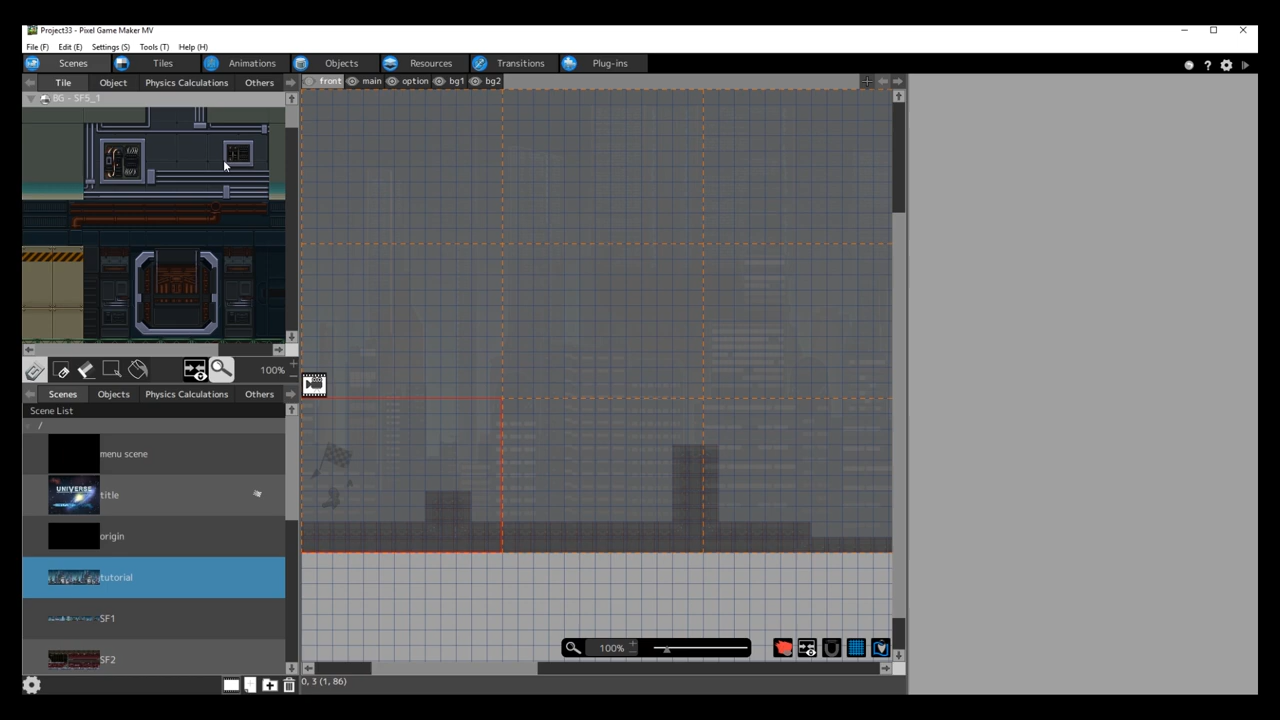 Project33 - Pixel Game Maker MV
File (F) Edit (E) Settings (S) Tools (T) Help (H)
Scenes Tiles Animations Objects Resources Transitions Plug-ins
Tile Object Physics Calculations Others
front main option bg1 bg2
BG - SF5_1
100%
Scenes Objects Physics Calculations Others
Scene List
/
menu scene
UNIVERSE
title
origin
tutorial
SF1
SF2
100%
0, 3 (1, 86)